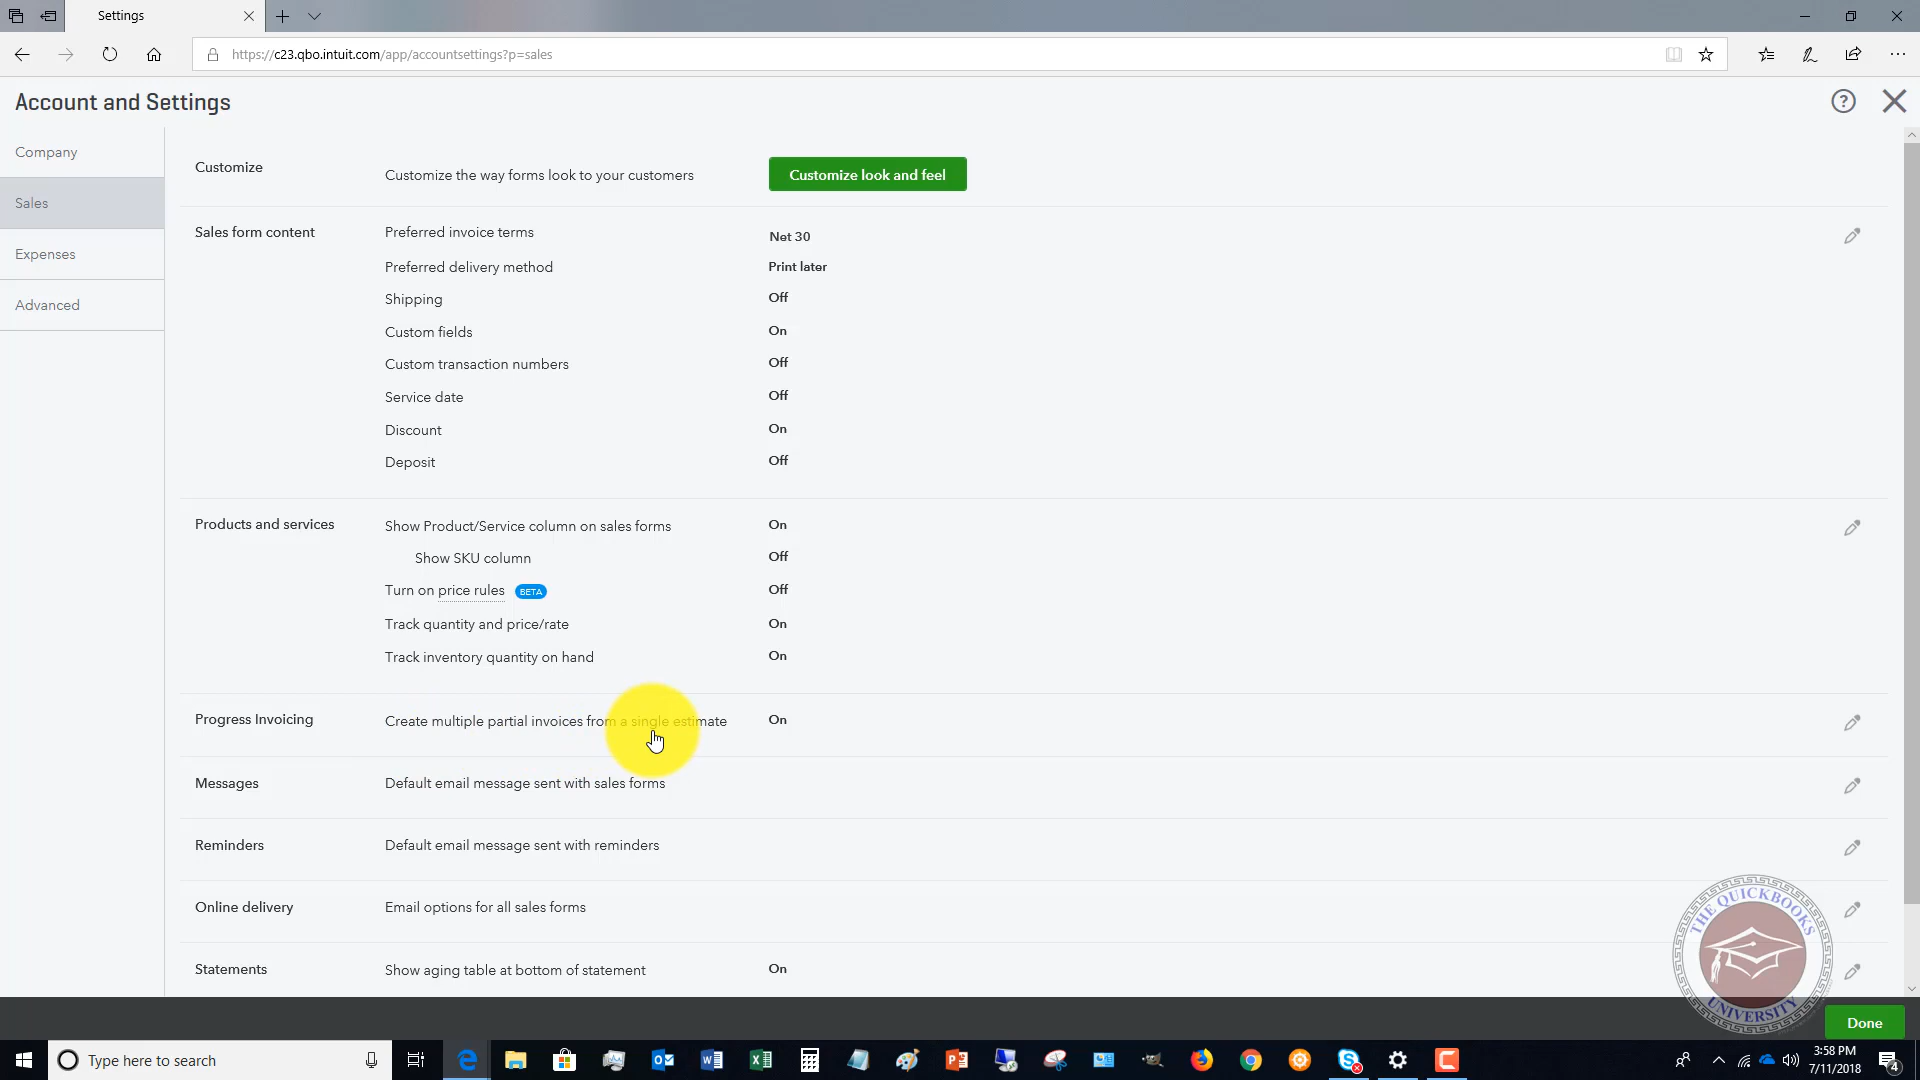 Settings
https://c23.qbo.intuit.com/app/accountsettings?p=sales
Account and Settings
Company
Sales
Expenses
Advanced
Customize
Customize the way forms look to your customers
Customize look and feel
Sales form content
Preferred invoice terms Net 30
Preferred delivery method Print later
Shipping Off
Custom fields On
Custom transaction numbers Off
Service date Off
Discount On
Deposit Off
Products and services
Show Product/Service column on sales forms On
Show SKU column Off
Turn on price rules BETA Off
Track quantity and price/rate On
Track inventory quantity on hand On
Progress Invoicing Create multiple partial invoices from a single estimate On
Messages Default email message sent with sales forms
Reminders Default email message sent with reminders
Online delivery Email options for all sales forms
Statements Show aging table at bottom of statement On
THE QUICKBOOKS
UNIVERSITY
Done
Type here to search
3:58 PM
7/11/2018
4